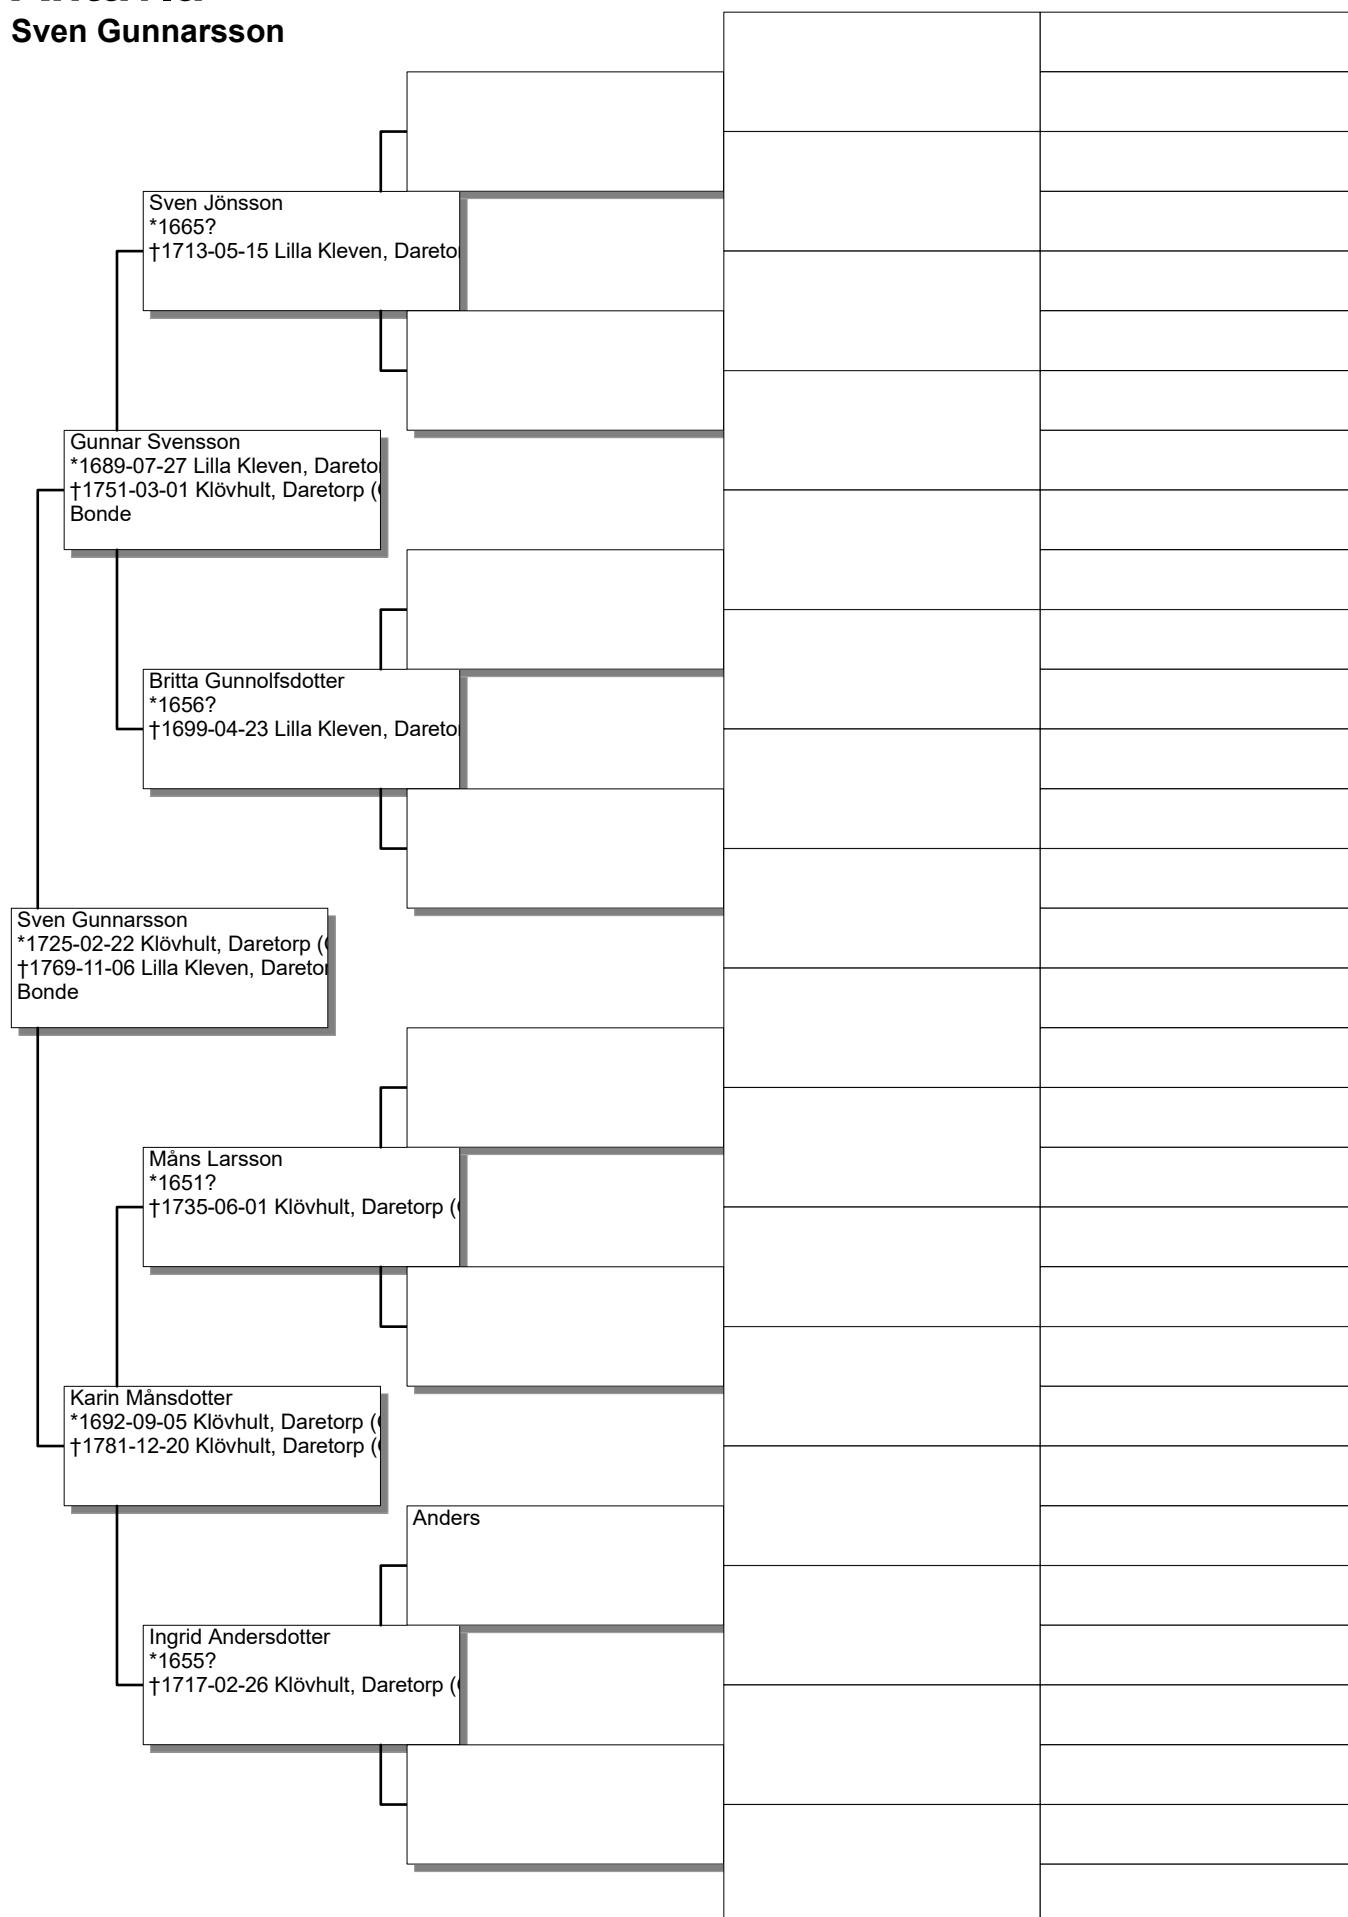 Sven Gunnarsson
Sven Jönsson
*1665?
†1713-05-15 Lilla Kleven, Dareto
Gunnar Svensson
*1689-07-27 Lilla Kleven, Dareto
†1751-03-01 Klövhult, Daretorp (
Bonde
Britta Gunnolfsdotter
*1656?
†1699-04-23 Lilla Kleven, Dareto
Sven Gunnarsson
*1725-02-22 Klövhult, Daretorp (
†1769-11-06 Lilla Kleven, Daretor
Bonde
Måns Larsson
*1651?
†1735-06-01 Klövhult, Daretorp (
Karin Månsdotter
*1692-09-05 Klövhult, Daretorp (
†1781-12-20 Klövhult, Daretorp (
Anders
Ingrid Andersdotter
*1655?
†1717-02-26 Klövhult, Daretorp (